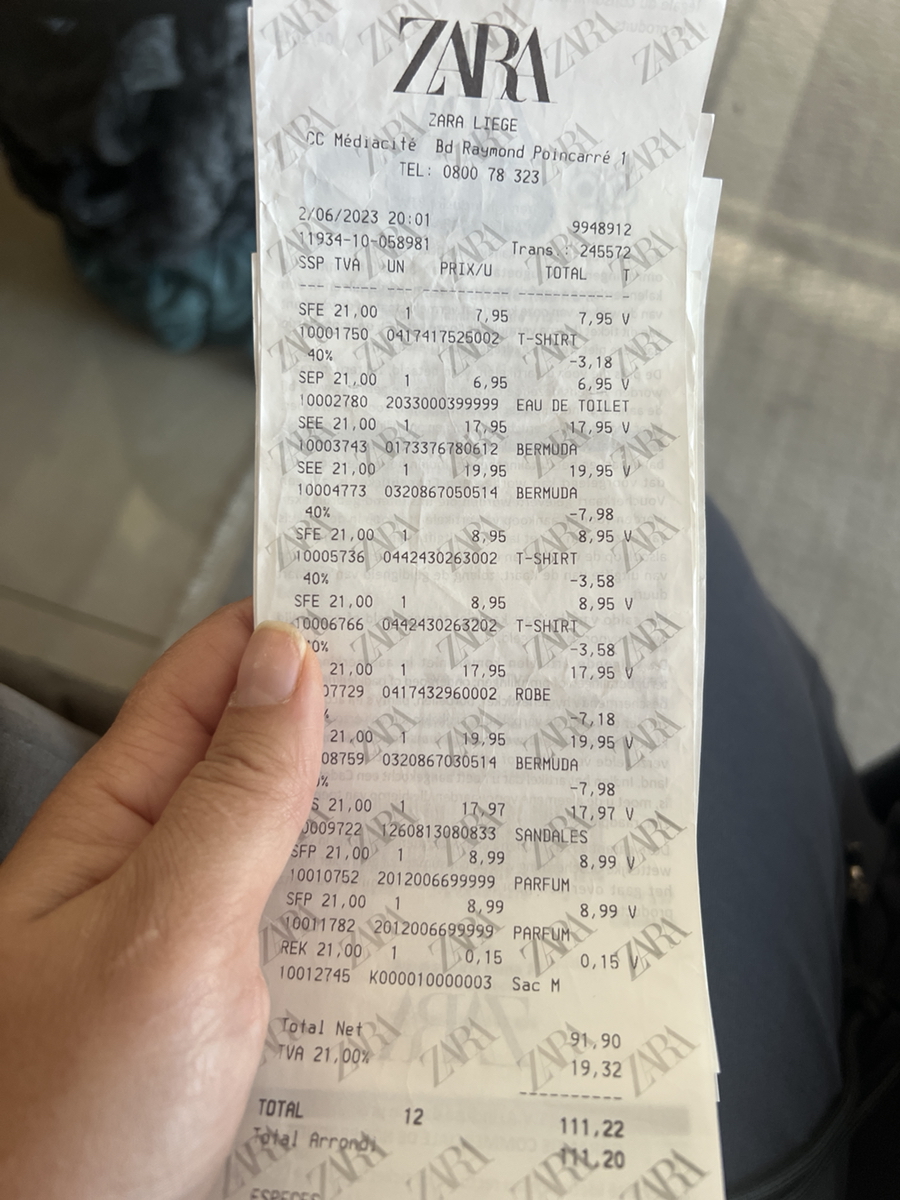 ZARA
ZARA LIEGE
CC Médiacité Bd Raymond Poincarré 1
TEL: 0800 78 323
2/06/2023 20:01 9948912
11934-10-058981 Trans.: 245572
SSP TVA UN PRIX/U TOTAL T
SFE 21,00 1 7,95 7,95 V
10001750 0417417525002 T-SHIRT
40% -3,18
SEP 21,00 1 6,95 6,95 V
10002780 2033000399999 EAU DE TOILET
SEE 21,00 1 17,95 17,95 V
10003743 0173376780612 BERMUDA
SEE 21,00 1 19,95 19,95 V
10004773 0320867050514 BERMUDA
40% -7,98
SFE 21,00 1 8,95 8,95 V
10005736 0442430263002 T-SHIRT
40% -3,58
SFE 21,00 1 8,95 8,95 V
10006766 0442430263202 T-SHIRT
0% -3,58
21,00 1 17,95 17,95 V
07729 0417432960002 ROBE
% -7,18
21,00 1 19,95 19,95 V
08759 0320867030514 BERMUDA
% -7,98
S 21,00 1 17,97 17,97 V
0009722 1260813080833 SANDALES
SFP 21,00 1 8,99 8,99 V
10010752 2012006699999 PARFUM
SFP 21,00 1 8,99 8,99 V
10011782 2012006699999 PARFUM
REK 21,00 1 0,15 0,15 V
10012745 K000010000003 Sac M
Total Net 91,90
TVA 21,00% 19,32
TOTAL 12 111,22
Total Arrondi 111,20
ESPECES